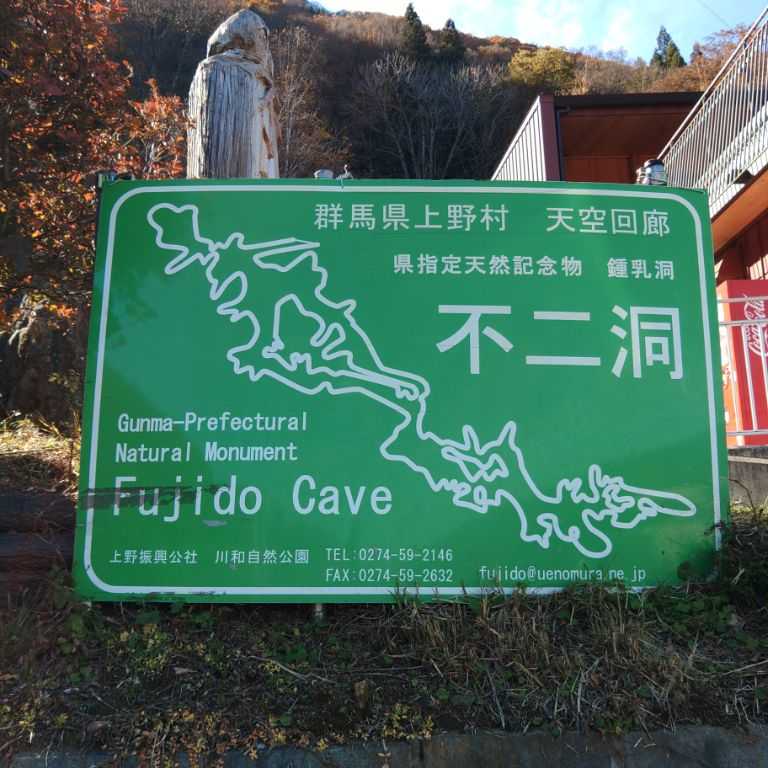 群馬県上野村 天空回廊
県指定天然記念物 鍾乳洞
不二洞
Gunma-Prefectural
Natural Monument
Fujido Cave
上野振興公社 川和自然公園
TEL:0274-59-2146
FAX:0274-59-2632
fujido@uenomura.ne.jp
Coca-Cola